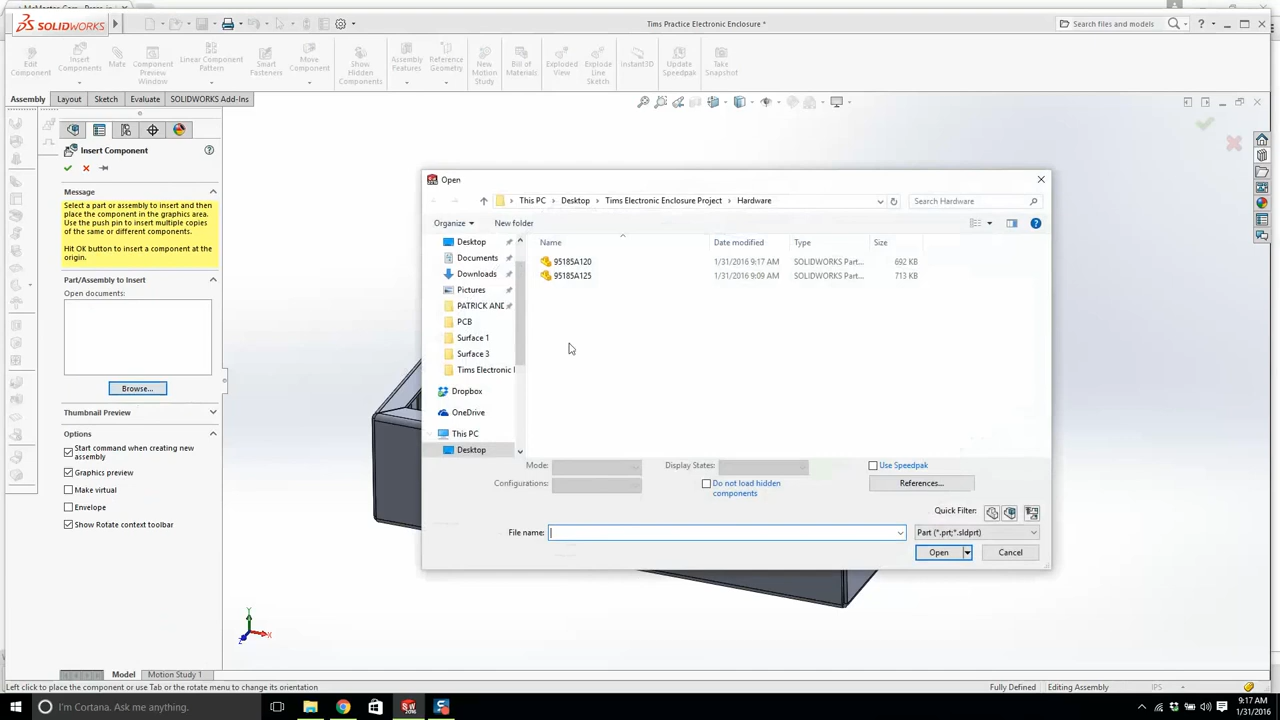 SOLIDWORKS
Tims Practice Electronic Enclosure *
Search files and models
Edit Component
Insert Components
Mate
Component Preview Window
Linear Component Pattern
Smart Fasteners
Move Component
Show Hidden Components
Assembly Features
Reference Geometry
New Motion Study
Bill of Materials
Exploded View
Explode Line Sketch
Instant3D
Update Speedpak
Take Snapshot
Assembly
Layout
Sketch
Evaluate
SOLIDWORKS Add-Ins
Insert Component
Message
Select a part or assembly to insert and then
place the component in the graphics area.
Use the push pin to insert multiple copies
of the same or different components.
Hit OK button to insert a component at the
origin.
Part/Assembly to Insert
Open documents:
Browse...
Thumbnail Preview
Options
Start command when creating new
assembly
Graphics preview
Make virtual
Envelope
Show Rotate context toolbar
Open
This PC > Desktop > Tims Electronic Enclosure Project > Hardware
Search Hardware
Organize
New folder
Name
Date modified
Type
Size
95185A120 1/31/2016 9:17 AM SOLIDWORKS Part... 692 KB
95185A125 1/31/2016 9:09 AM SOLIDWORKS Part... 713 KB
Desktop
Documents
Downloads
Pictures
PATRICK ANE
PCB
Surface 1
Surface 3
Tims Electronic
Dropbox
OneDrive
This PC
Desktop
Mode:
Display States:
Use Speedpak
Configurations:
Do not load hidden
components
References...
Quick Filter:
File name:
Part (*.prt;*.sldprt)
Open
Cancel
Y
X
Z
Model
Motion Study 1
Left click to place the component or use Tab or the rotate menu to change its orientation
Fully Defined
Editing Assembly
IPS
I'm Cortana. Ask me anything.
9:17 AM
1/31/2016